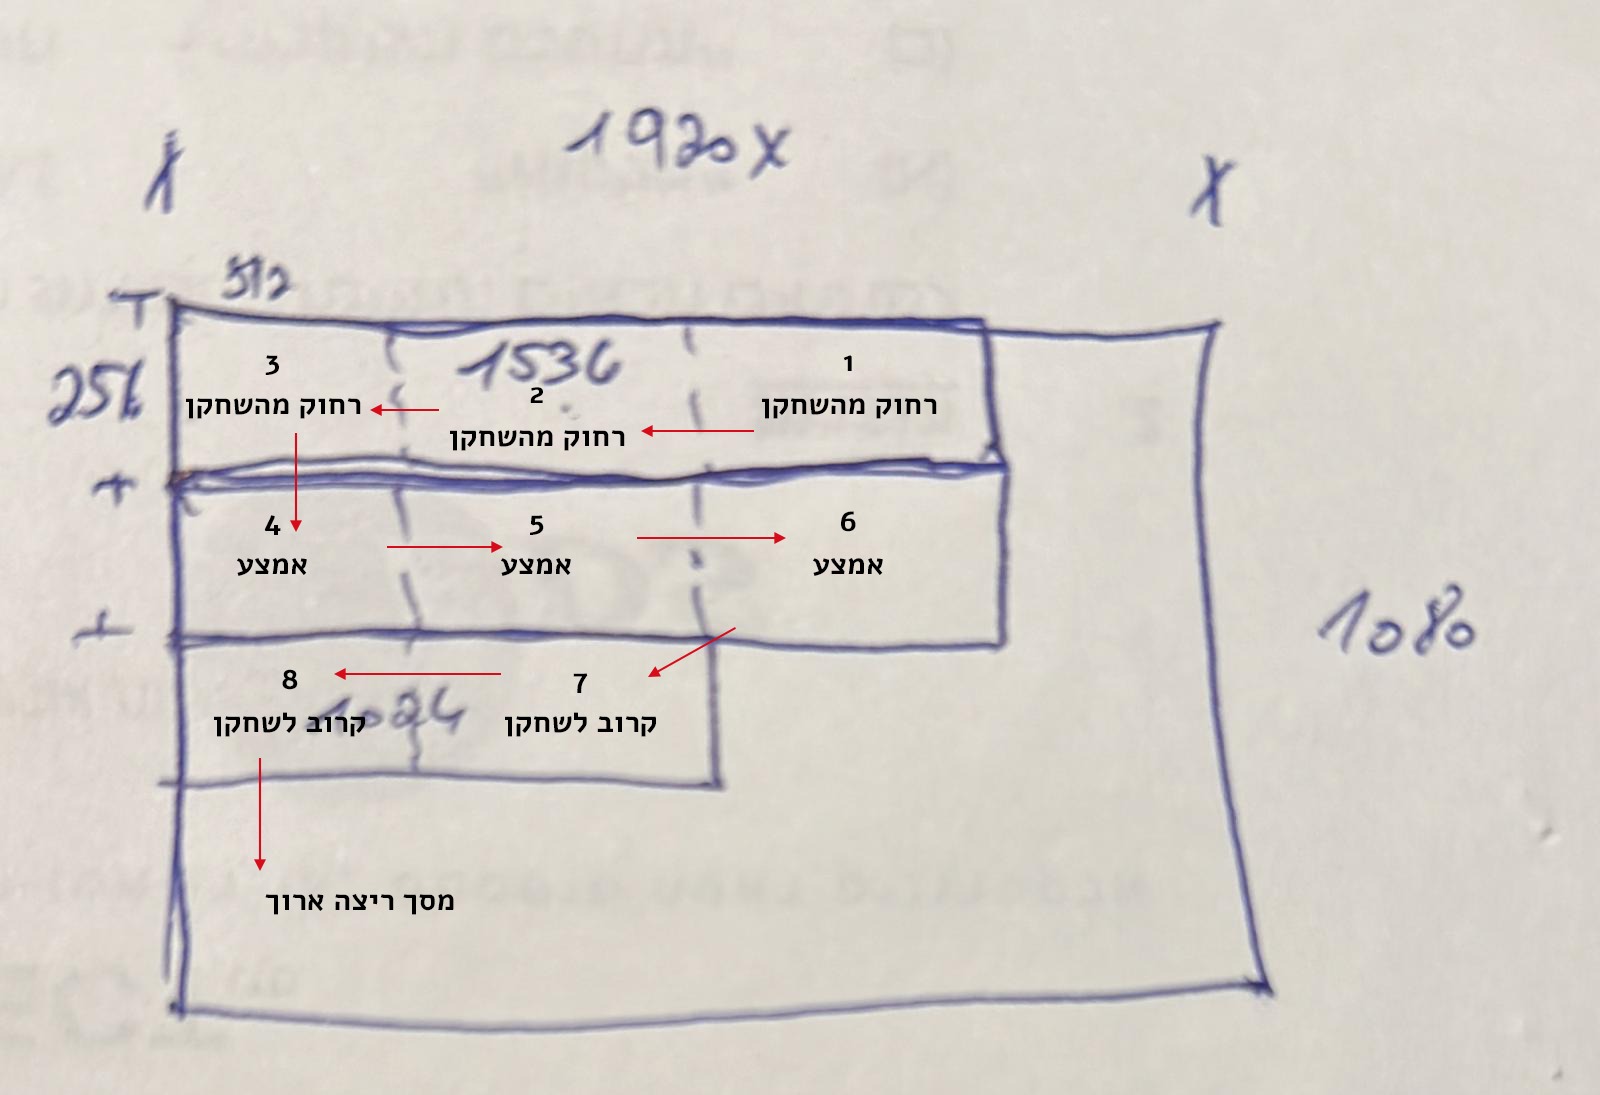 1920x
X
X
512
256
1536
3
רחוק מהשחקן
2
רחוק מהשחקן
1
רחוק מהשחקן
4
אמצע
5
אמצע
6
אמצע
1080
8
קרוב לשחקן
1024
7
קרוב לשחקן
מסך ריצה ארוך